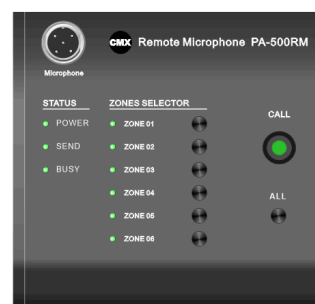 CMX Remote Microphone PA-500RM
Microphone
STATUS
POWER
SEND
BUSY
ZONES SELECTOR
ZONE 01
ZONE 02
ZONE 03
ZONE 04
ZONE 05
ZONE 06
CALL
ALL